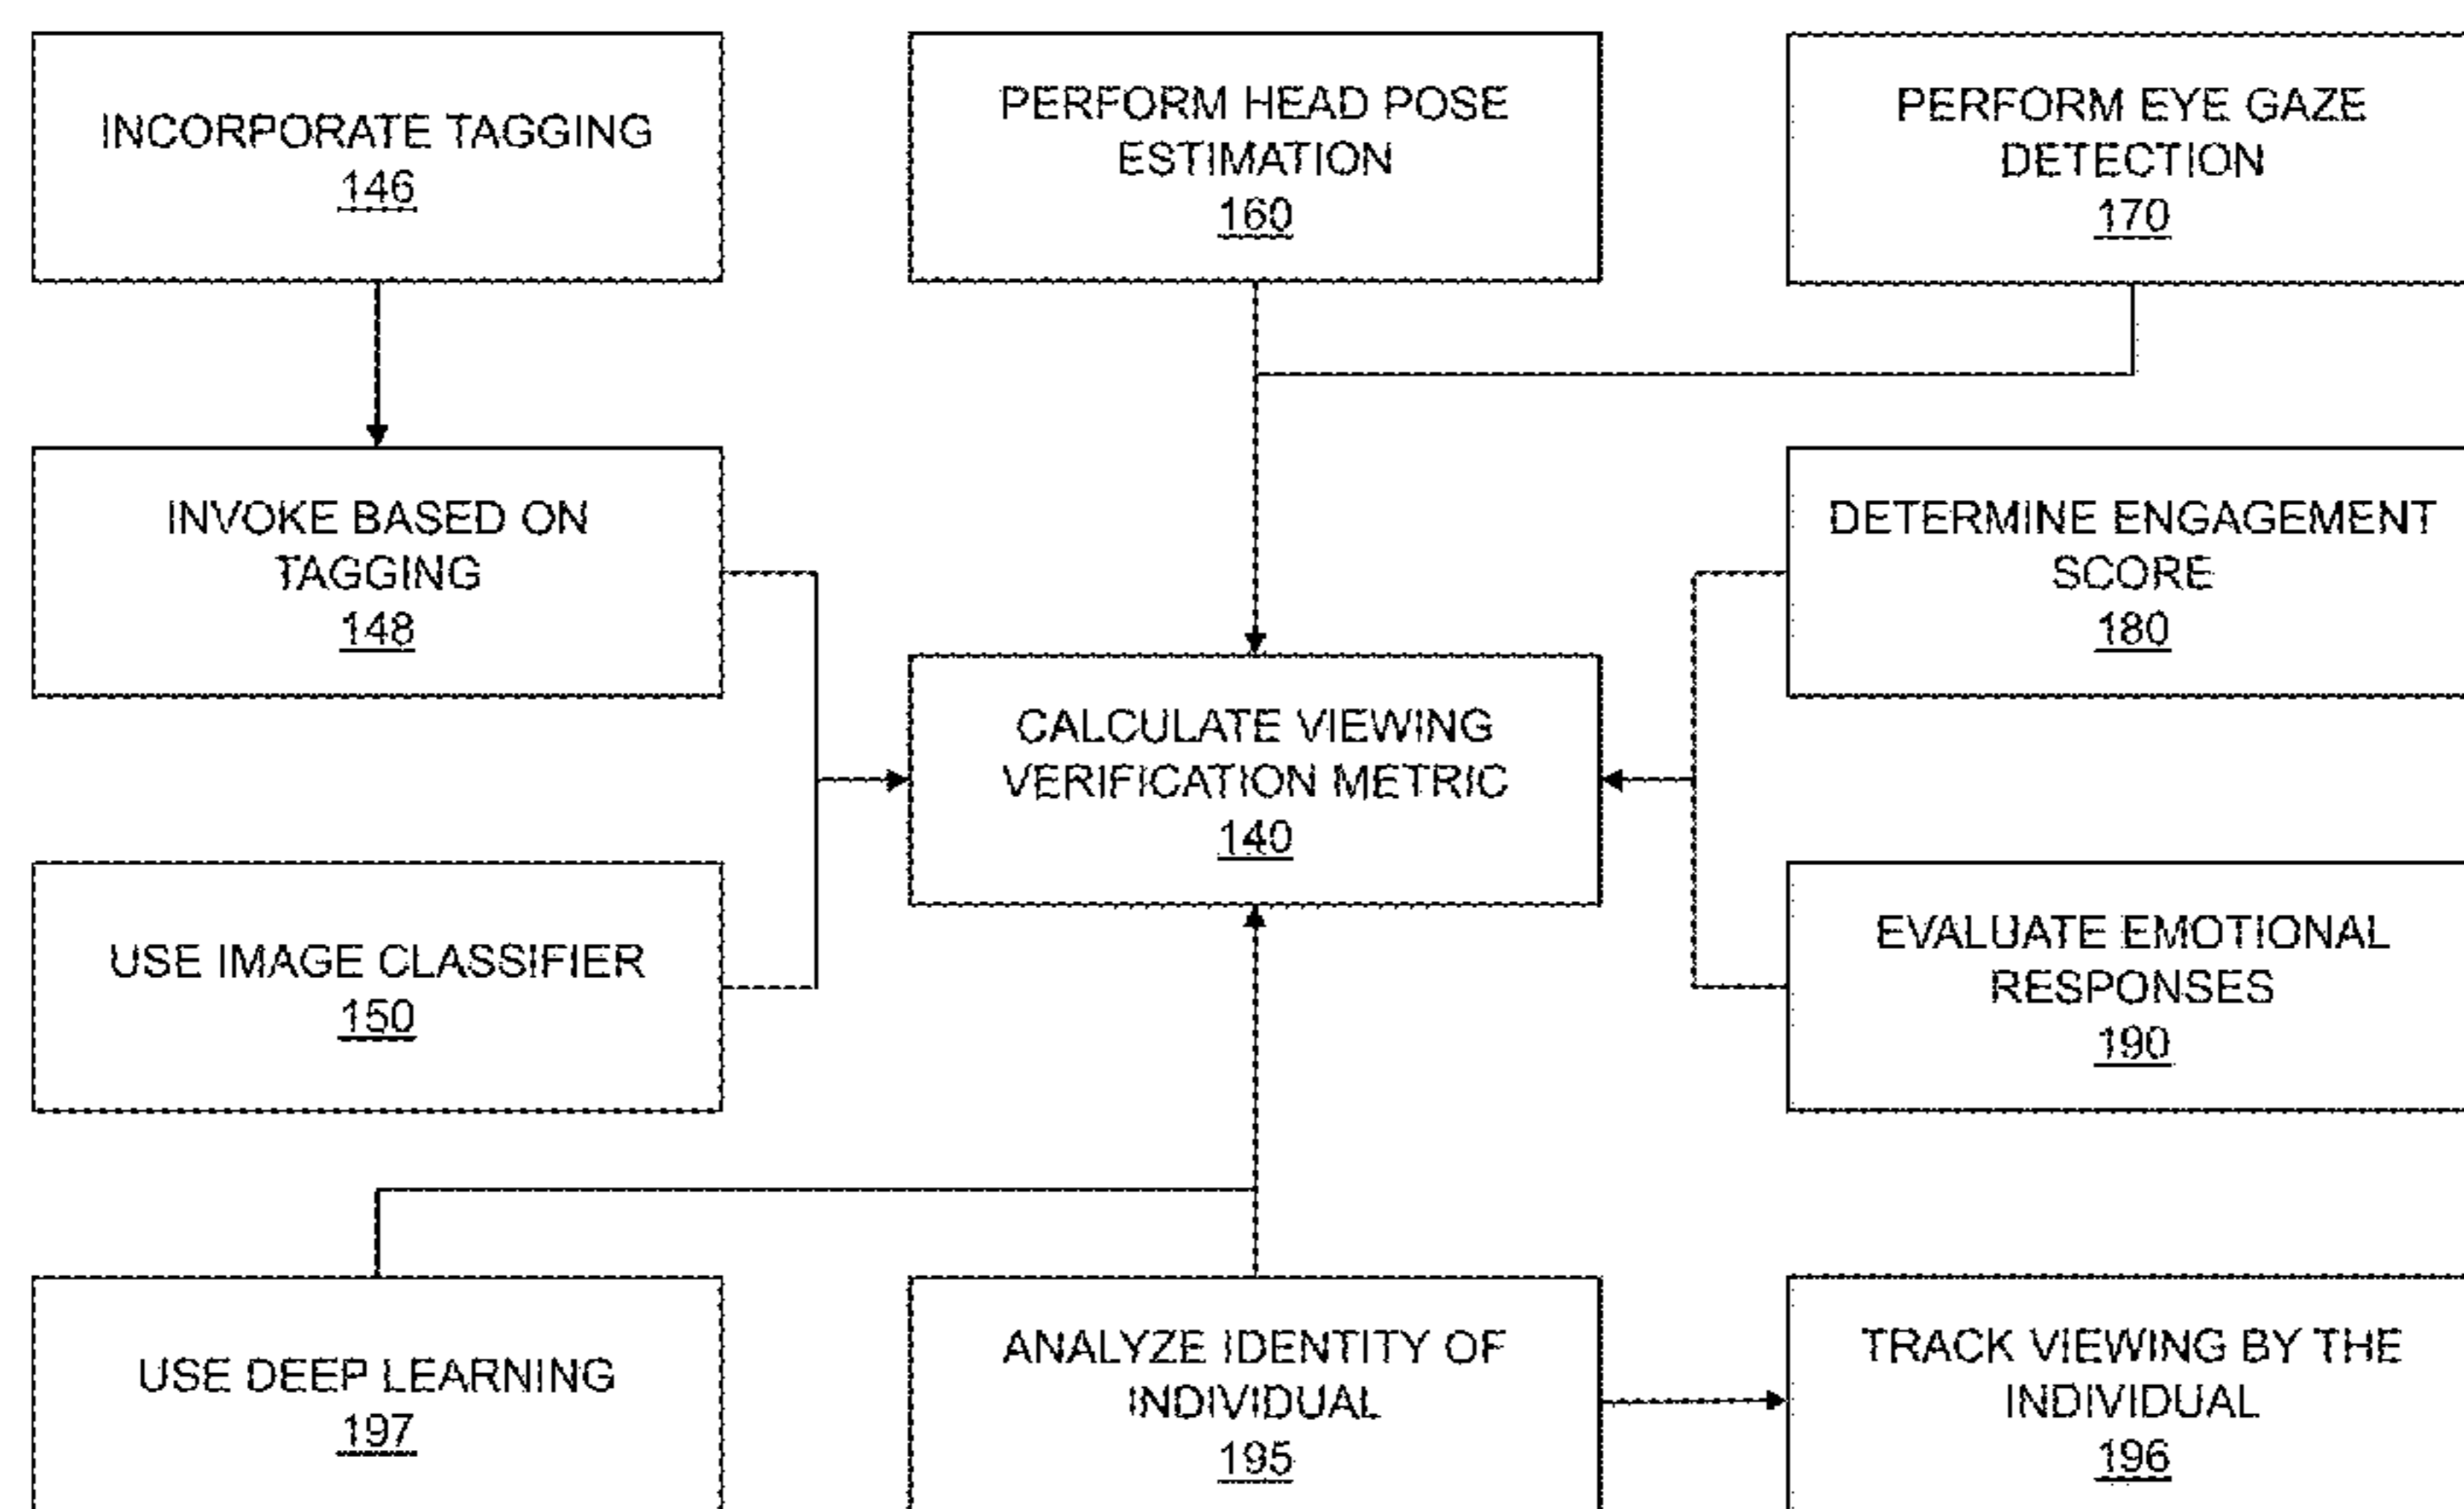 INCORPORATE TAGGING
146
PERFORM HEAD POSE
ESTIMATION
160
PERFORM EYE GAZE
DETECTION
170
INVOKE BASED ON
TAGGING
148
DETERMINE ENGAGEMENT
SCORE
180
CALCULATE VIEWING
VERIFICATION METRIC
140
USE IMAGE CLASSIFIER
150
EVALUATE EMOTIONAL
RESPONSES
190
USE DEEP LEARNING
197
ANALYZE IDENTITY OF
INDIVIDUAL
195
TRACK VIEWING BY THE
INDIVIDUAL
196